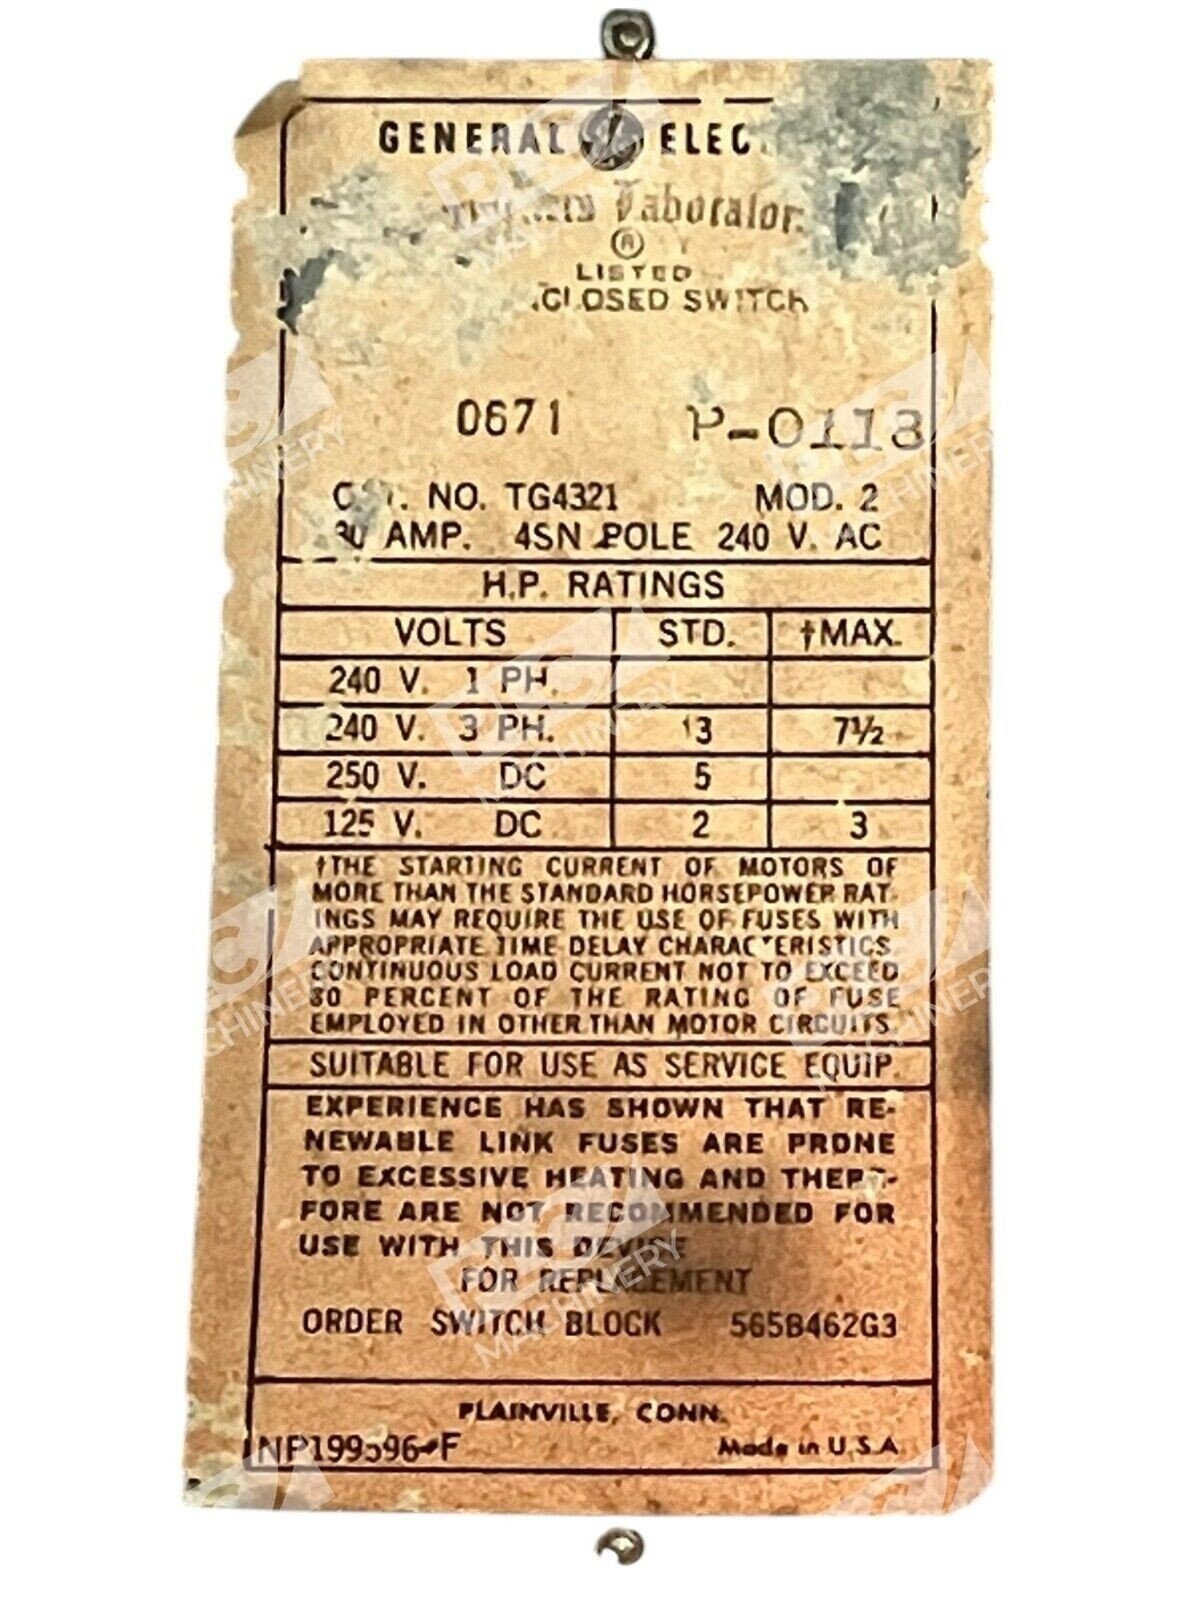 GENERAL ELEC
LISTED
CLOSED SWITCH
0671 P-0118
NO. TG4321 MOD. 2
30 AMP. 4SN POLE 240 V. AC
H.P. RATINGS
VOLTS STD. †MAX.
240 V. 1 PH.
240 V. 3 PH. 3 7½
250 V. DC 5
125 V. DC 2 3
†THE STARTING CURRENT OF MOTORS OF
MORE THAN THE STANDARD HORSEPOWER RAT-
INGS MAY REQUIRE THE USE OF FUSES WITH
APPROPRIATE TIME DELAY CHARACTERISTICS.
CONTINUOUS LOAD CURRENT NOT TO EXCEED
80 PERCENT OF THE RATING OF FUSE
EMPLOYED IN OTHER THAN MOTOR CIRCUITS.
SUITABLE FOR USE AS SERVICE EQUIP.
EXPERIENCE HAS SHOWN THAT RE-
NEWABLE LINK FUSES ARE PRONE
TO EXCESSIVE HEATING AND THERE-
FORE ARE NOT RECOMMENDED FOR
USE WITH THIS DEVICE
FOR REPLACEMENT
ORDER SWITCH BLOCK 565B462G3
PLAINVILLE, CONN.
Made in U.S.A